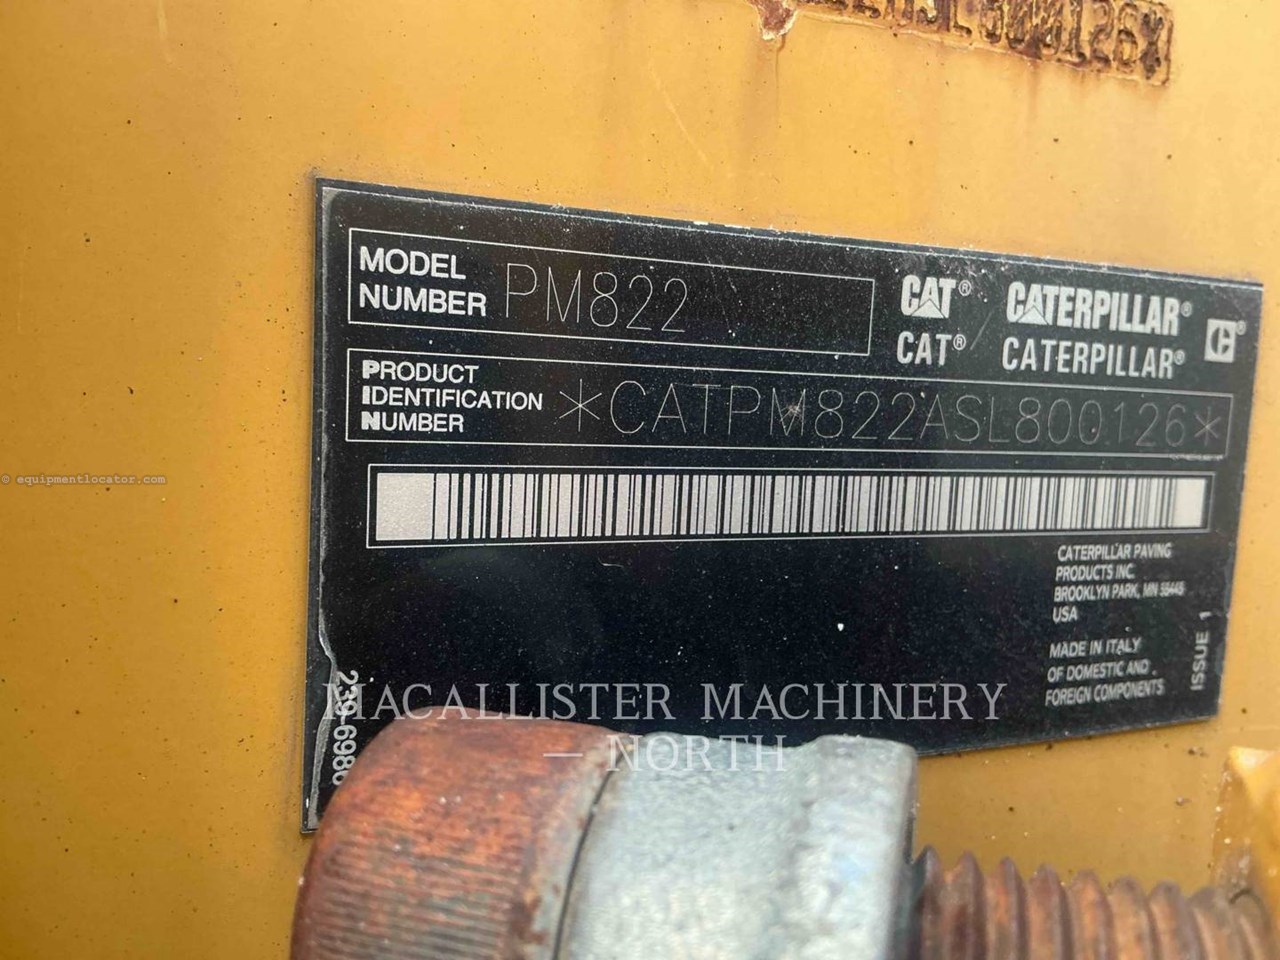 MODEL
NUMBER PM822
CAT® / CATERPILLAR®
CAT® CATERPILLAR®
PRODUCT
IDENTIFICATION
NUMBER *CATPM822ASL800126*
CATERPILLAR PAVING
PRODUCTS INC.
BROOKLYN PARK, MN 55445
USA
MADE IN ITALY
OF DOMESTIC AND
FOREIGN COMPONENTS
ISSUE 1
© equipmentlocator.com
MACALLISTER MACHINERY
— NORTH